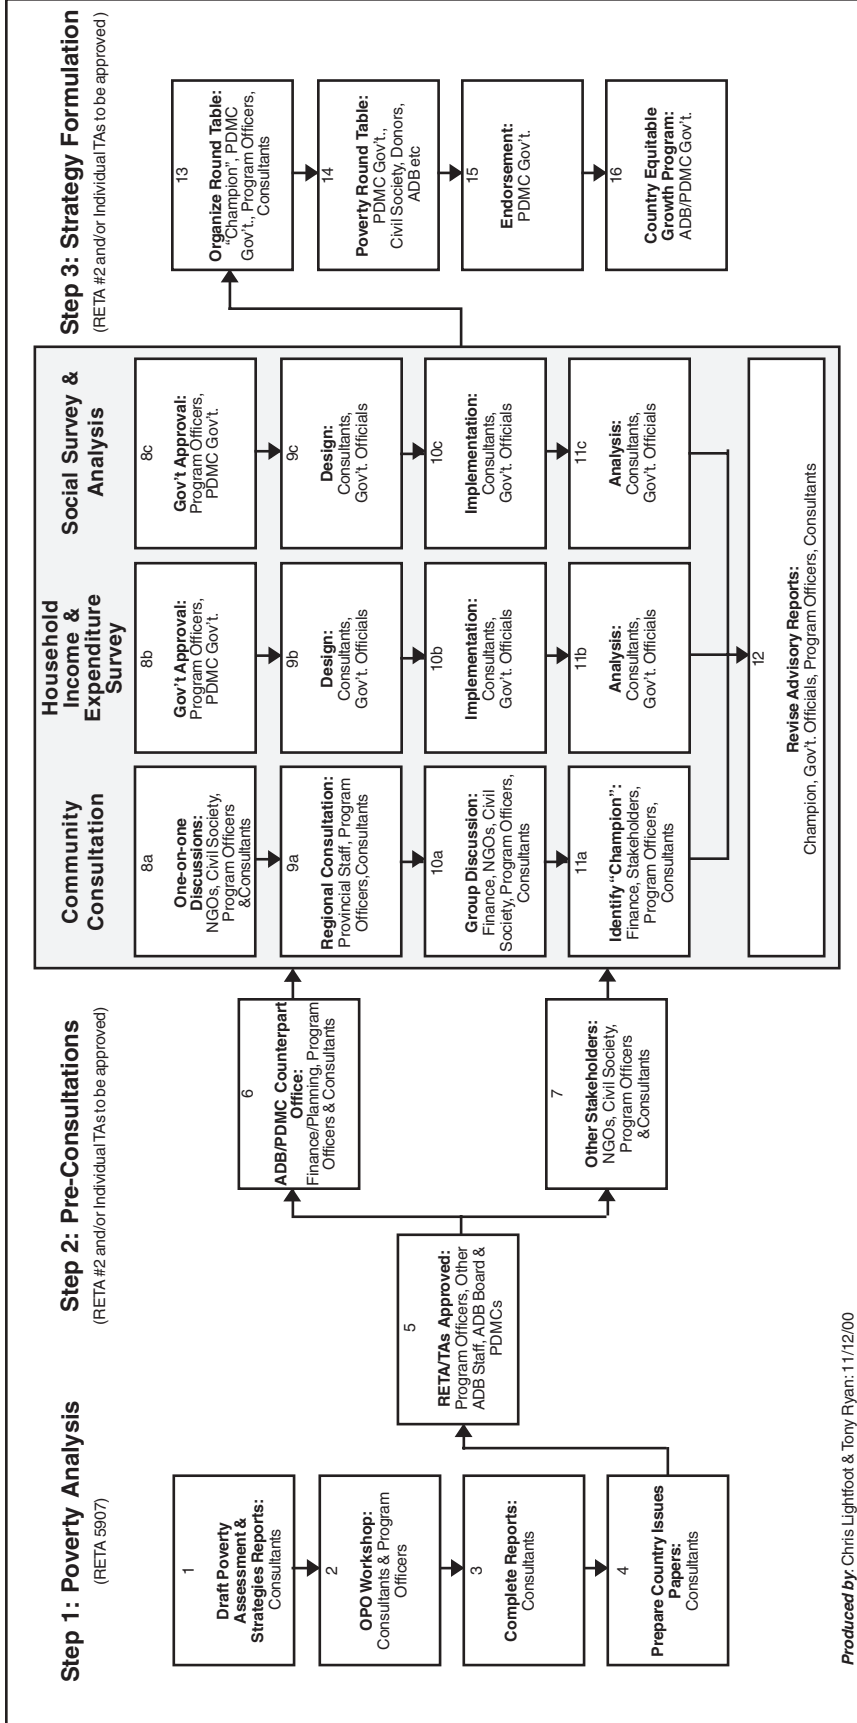 Step 1: Poverty Analysis
(RETA 5907)
1
Draft Poverty
Assessment &
Strategies Reports:
Consultants
2
OPO Workshop:
Consultants & Program
Officers
3
Complete Reports:
Consultants
4
Prepare Country Issues
Papers:
Consultants
Step 2: Pre-Consultations
(RETA #2 and/or Individual TAs to be approved)
5
RETA/TAs Approved:
Program Officers, Other
ADB Staff, ADB Board &
PDMCs
6
ADB/PDMC Counterpart
Office:
Finance/Planning, Program
Officers & Consultants
7
Other Stakeholders:
NGOs, Civil Society,
Program Officers
&Consultants
Community
Consultation
8a
One-on-one
Discussions:
NGOs, Civil Society,
Program Officers
&Consultants
9a
Regional Consultation:
Provincial Staff, Program
Officers,Consultants
10a
Group Discussion:
Finance, NGOs, Civil
Society, Program Officers,
Consultants
11a
Identify “Champion”:
Finance, Stakeholders,
Program Officers,
Consultants
Household
Income &
Expenditure
Survey
8b
Gov’t Approval:
Program Officers,
PDMC Gov’t.
9b
Design:
Consultants,
Gov’t. Officials
10b
Implementation:
Consultants,
Gov’t. Officials
11b
Analysis:
Consultants,
Gov’t. Officials
Social Survey &
Analysis
8c
Gov’t Approval:
Program Officers,
PDMC Gov’t.
9c
Design:
Consultants,
Gov’t. Officials
10c
Implementation:
Consultants,
Gov’t. Officials
11c
Analysis:
Consultants,
Gov’t. Officials
12
Revise Advisory Reports:
Champion, Gov’t. Officials, Program Officers, Consultants
Step 3: Strategy Formulation
(RETA #2 and/or Individual TAs to be approved )
13
Organize Round Table:
“Champion”, PDMC
Gov’t., Program Officers,
Consultants
14
Poverty Round Table:
PDMC Gov’t.,
Civil Society, Donors,
ADB etc
15
Endorsement:
PDMC Gov’t.
16
Country Equitable
Growth Program:
ADB/PDMC Gov’t.
Produced by: Chris Lightfoot & Tony Ryan: 11/12/00